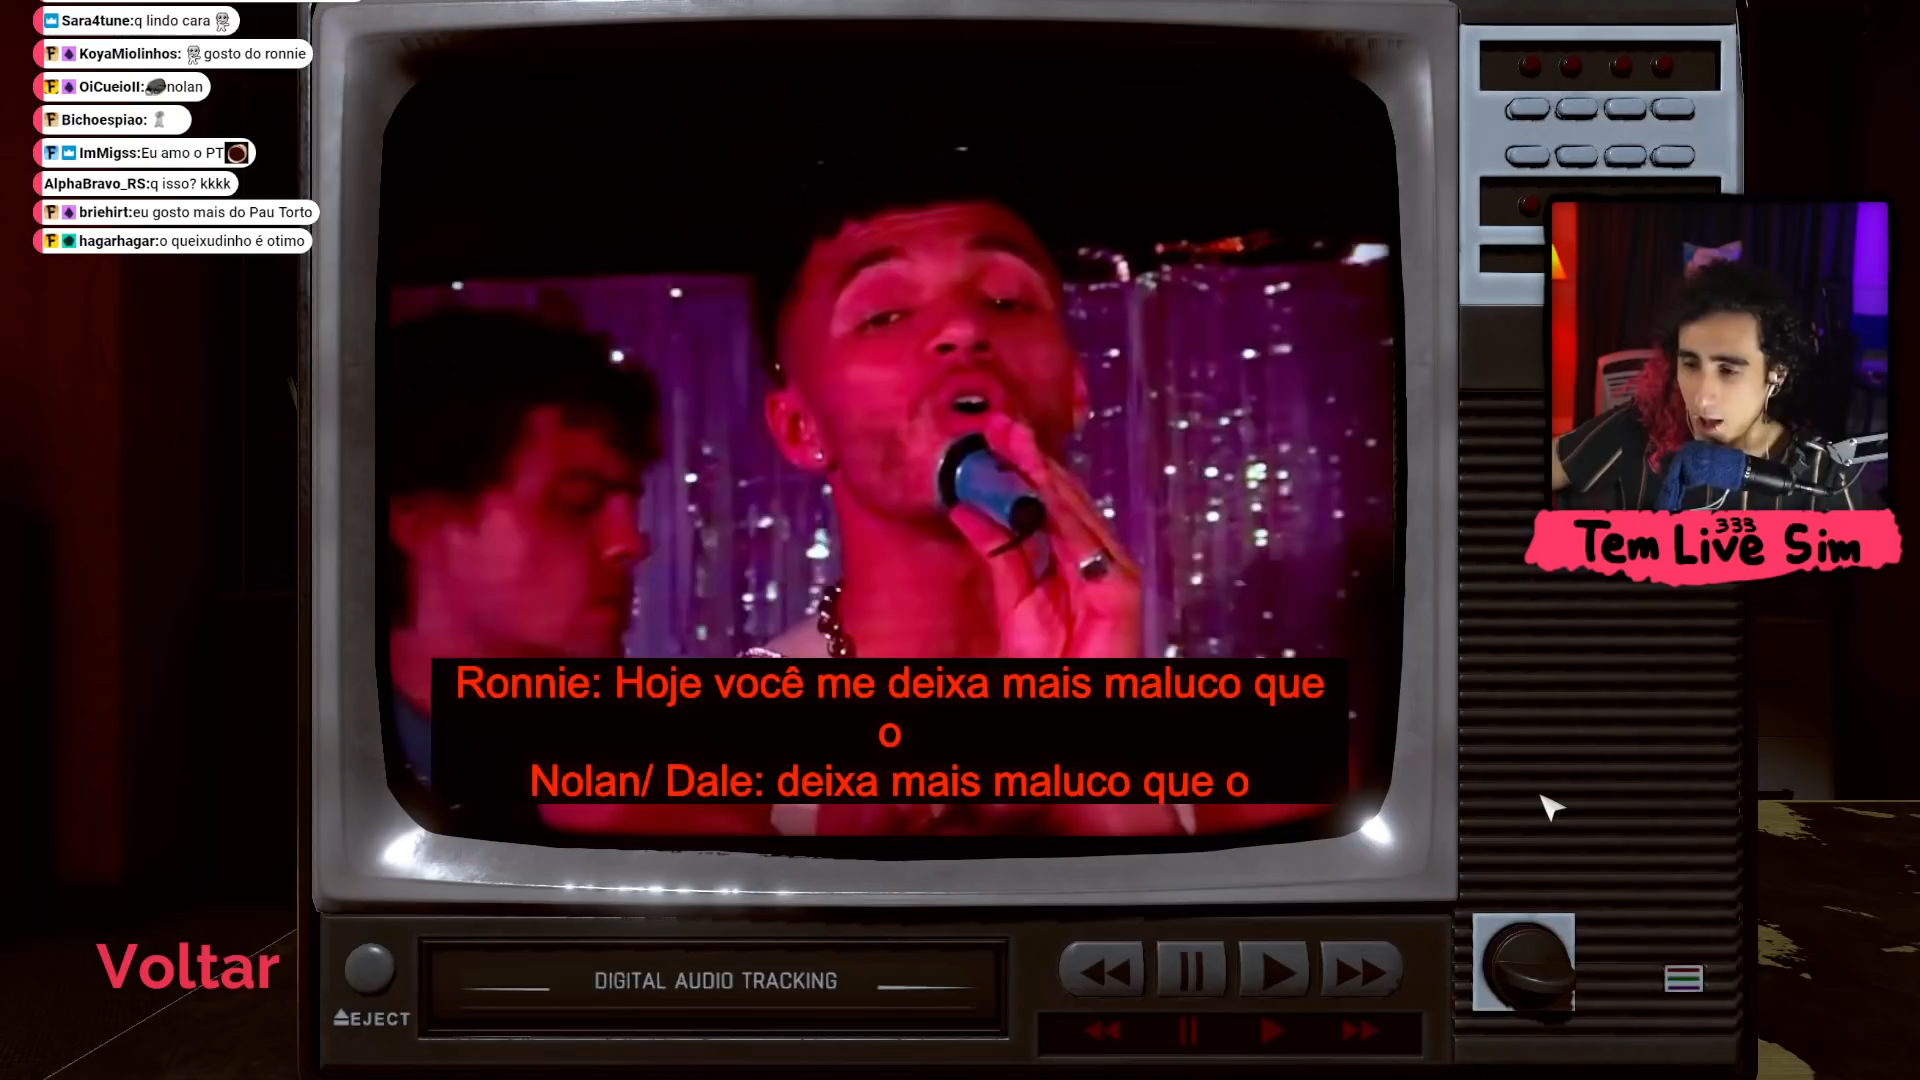 Sara4tune:q lindo cara
KoyaMiolinhos: gosto do ronnie
OiCueioII: nolan
Bichoespiao:
ImMigss:Eu amo o PT
AlphaBravo_RS:q isso? kkkk
briehirt:eu gosto mais do Pau Torto
hagarhagar:o queixudinho é otimo
333
Tem Live Sim
Ronnie: Hoje você me deixa mais maluco que
o
Nolan/ Dale: deixa mais maluco que o
Voltar
EJECT
DIGITAL AUDIO TRACKING